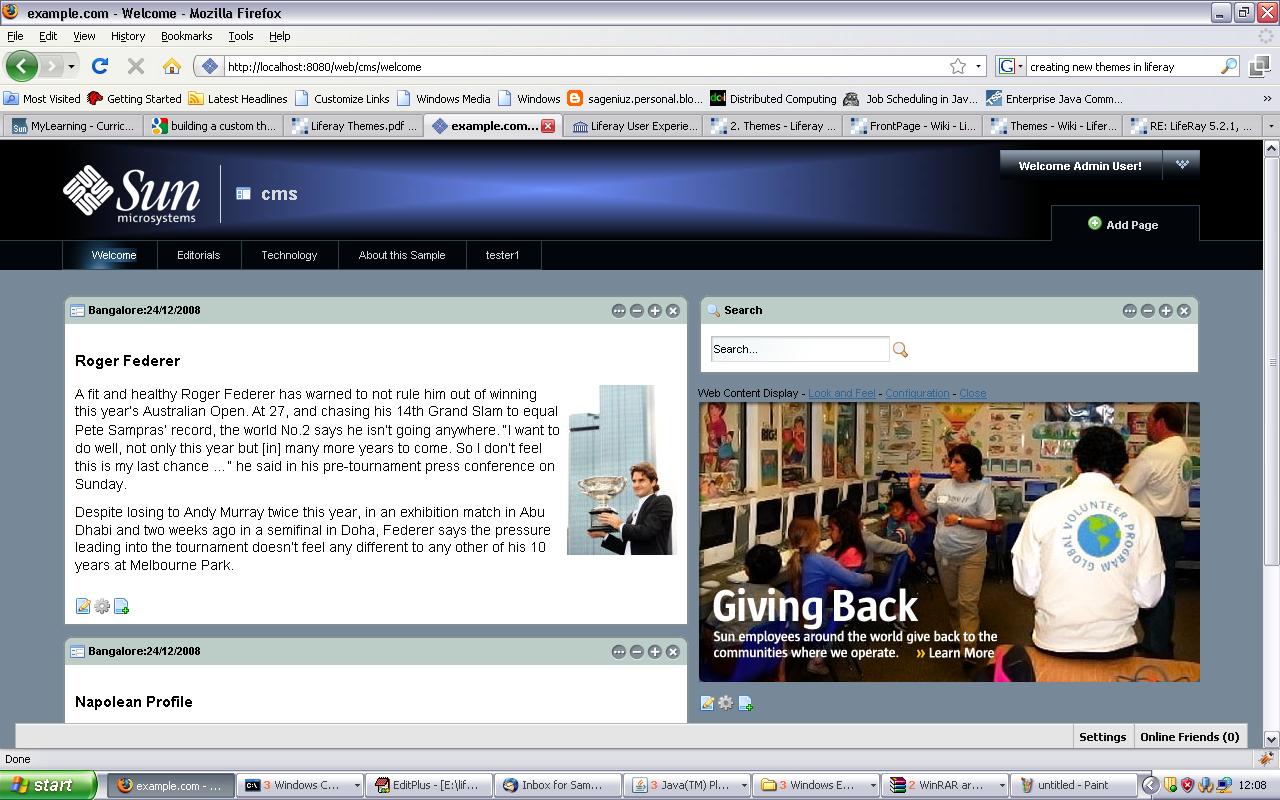 example.com - Welcome - Mozilla Firefox
File Edit View History Bookmarks Tools Help
http://localhost:8080/web/cms/welcome
creating new themes in liferay
Most Visited Getting Started Latest Headlines Customize Links Windows Media Windows sageniuz.personal.blo... Distributed Computing Job Scheduling in Jav... Enterprise Java Comm... »
MyLearning - Curric... building a custom th... Liferay Themes.pdf ... example.com... Liferay User Experie... 2. Themes - Liferay ... FrontPage - Wiki - Li... Themes - Wiki - Lifer... RE: LifeRay 5.2.1, ...
Welcome Admin User!
Sun
microsystems
cms
Add Page
Welcome Editorials Technology About this Sample tester1
Bangalore:24/12/2008
Roger Federer
A fit and healthy Roger Federer has warned to not rule him out of winning
this year's Australian Open. At 27, and chasing his 14th Grand Slam to equal
Pete Sampras' record, the world No.2 says he isn't going anywhere. "I want to
do well, not only this year but [in] many more years to come. So I don't feel
this is my last chance ..." he said in his pre-tournament press conference on
Sunday.
Despite losing to Andy Murray twice this year, in an exhibition match in Abu
Dhabi and two weeks ago in a semifinal in Doha, Federer says the pressure
leading into the tournament doesn't feel any different to any other of his 10
years at Melbourne Park.
Bangalore:24/12/2008
Napolean Profile
Search
Search...
Web Content Display - Look and Feel - Configuration - Close
GLOBAL VOLUNTEER PROGRAM
Giving Back
Sun employees around the world give back to the
communities where we operate. » Learn More
Settings Online Friends (0)
Done
start example.com - ... 3 Windows C... EditPlus - [E:\lif... Inbox for Sam... 3 Java(TM) Pl... 3 Windows E... 2 WinRAR ar... untitled - Paint 12:08